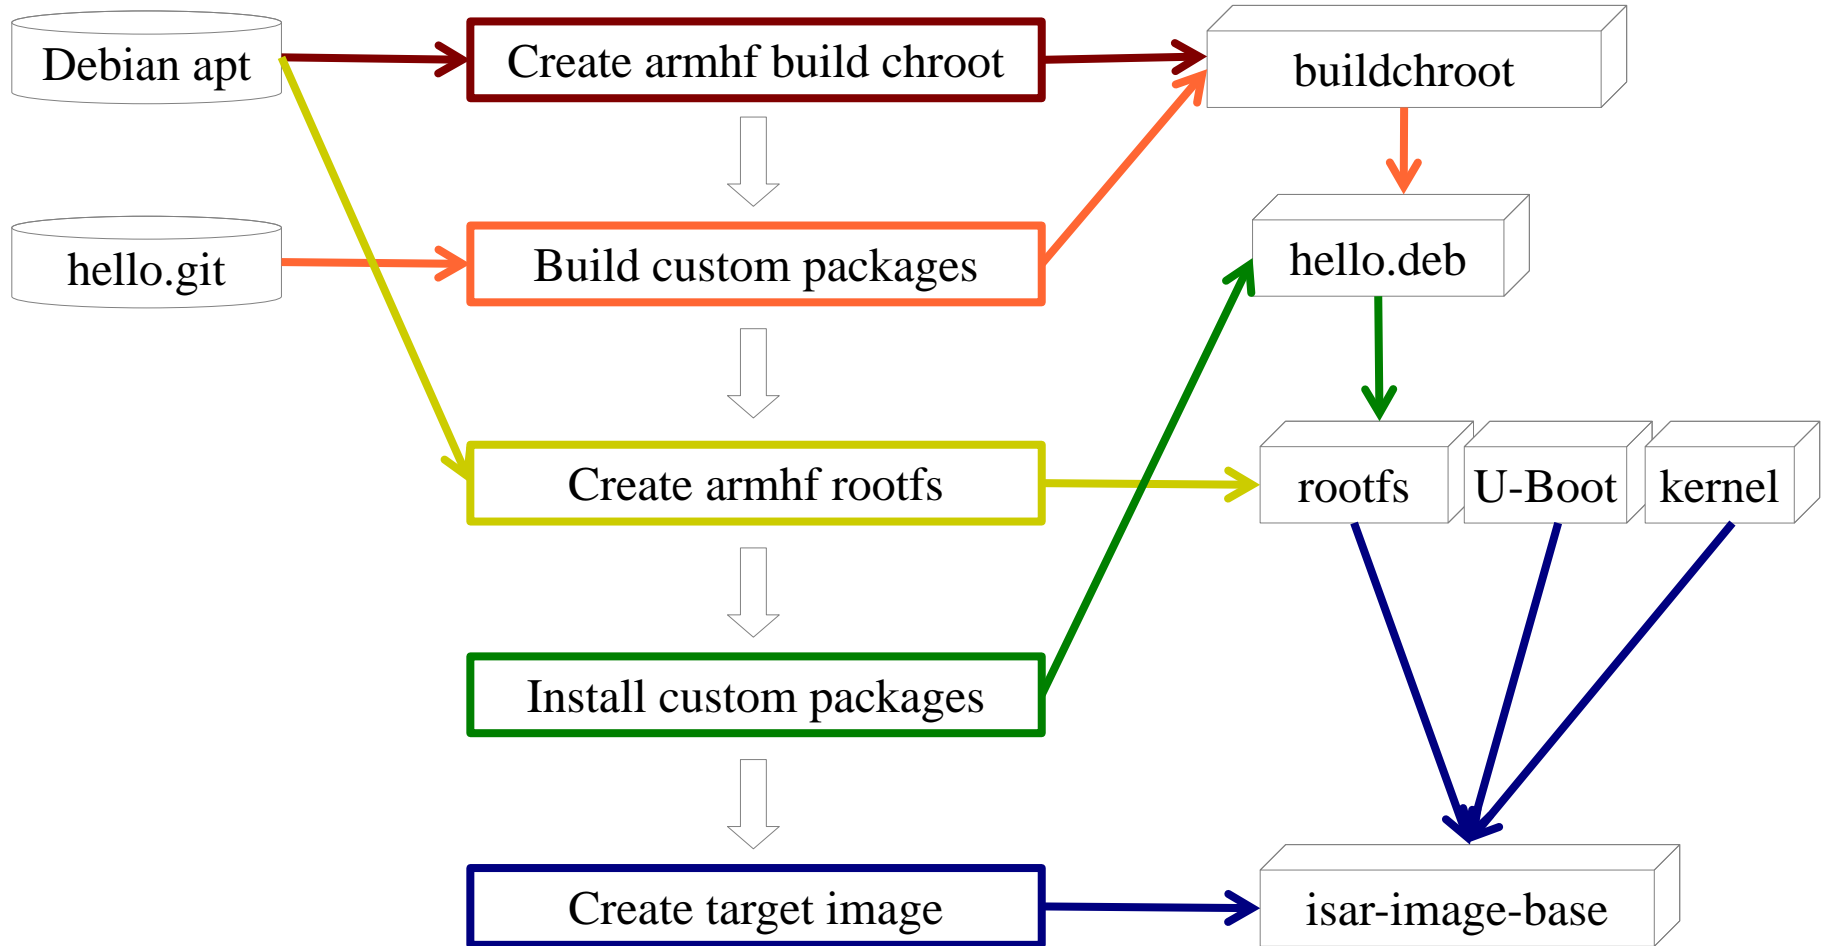 Debian apt
Create armhf build chroot
buildchroot
hello.git
Build custom packages
hello.deb
Create armhf rootfs
rootfs
U-Boot
kernel
Install custom packages
Create target image
isar-image-base